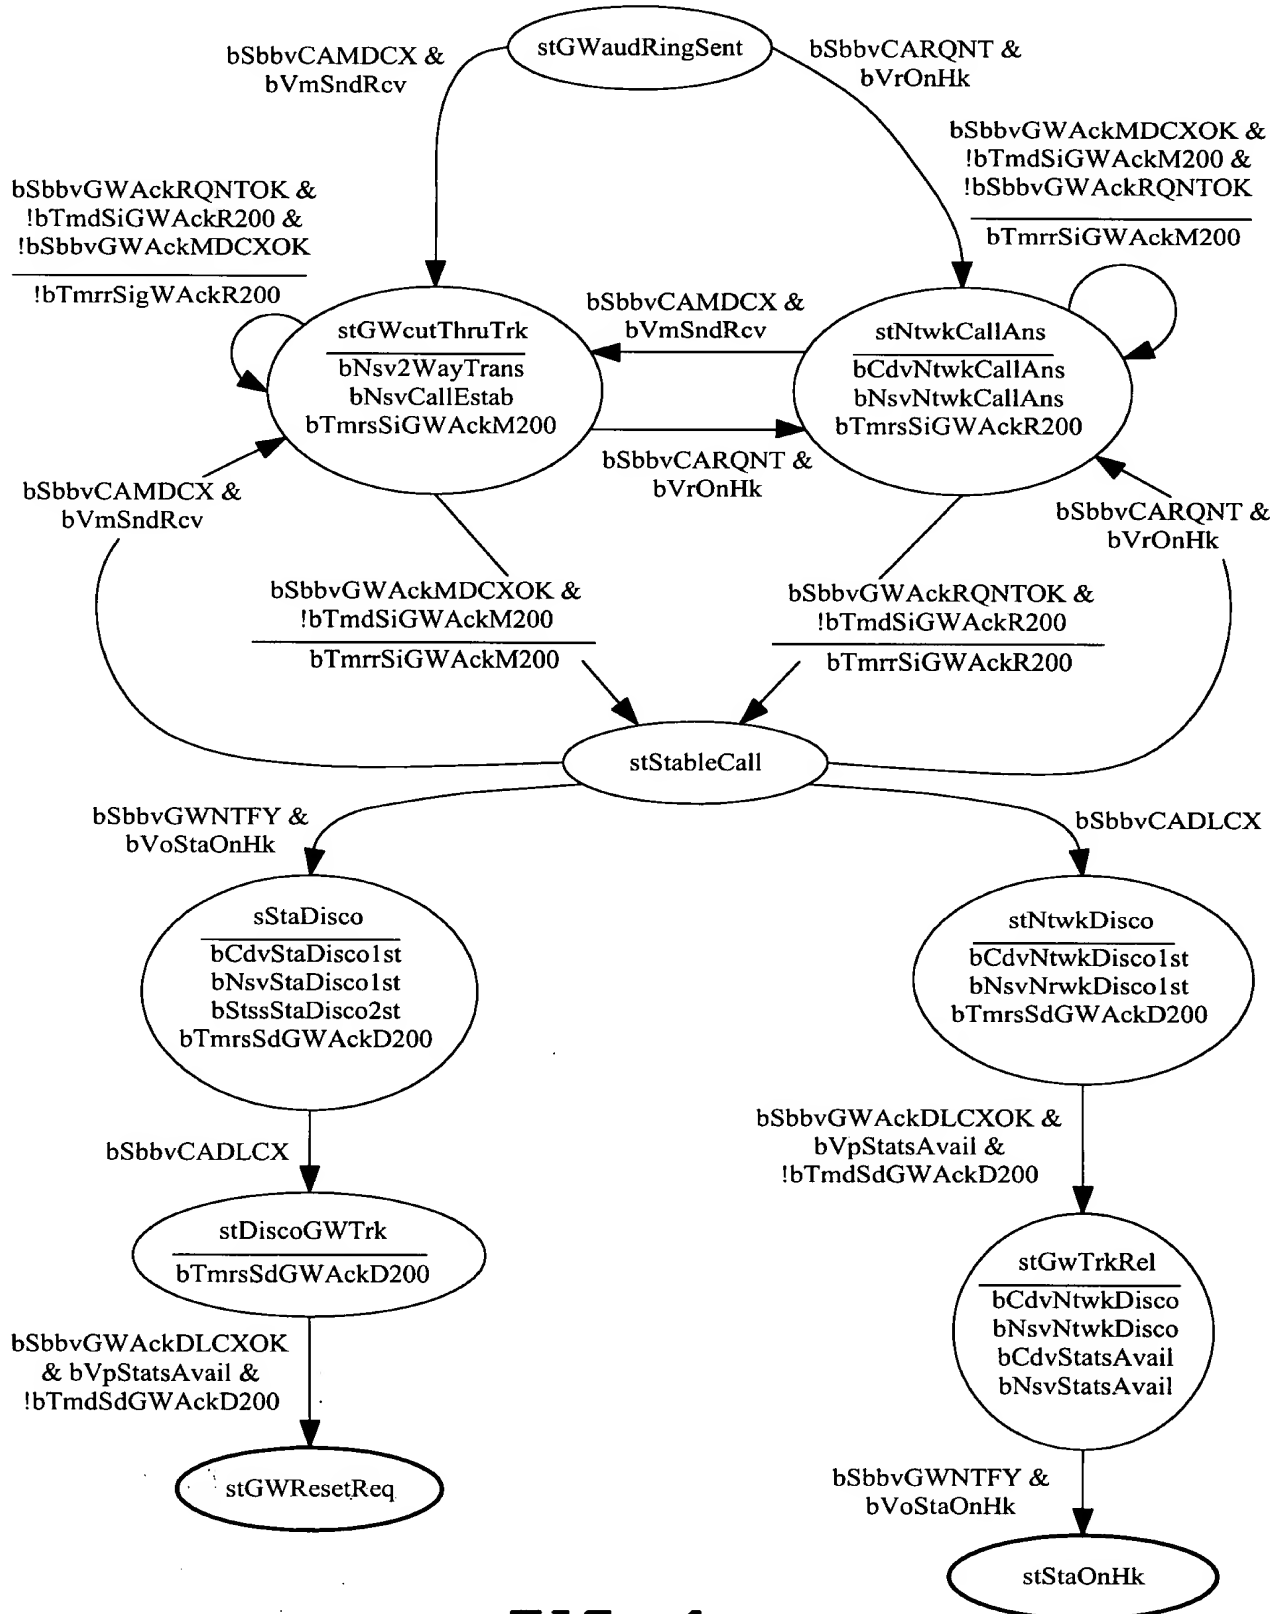 stGWaudRingSent
bSbbvCAMDCX &
bVmSndRcv
bSbbvCARQNT &
bVrOnHk
bSbbvGWAckMDCXOK &
!bTmdSiGWAckM200 &
!bSbbvGWAckRQNTOK
bTmrrSiGWAckM200
bSbbvGWAckRQNTOK &
!bTmdSiGWAckR200 &
!bSbbvGWAckMDCXOK
!bTmrrSigWAckR200
stGWcutThruTrk
bNsv2WayTrans
bNsvCallEstab
bTmrsSiGWAckM200
bSbbvCAMDCX &
bVmSndRcv
stNtwkCallAns
bCdvNtwkCallAns
bNsvNtwkCallAns
bTmrsSiGWAckR200
bSbbvCARQNT &
bVrOnHk
bSbbvCAMDCX &
bVmSndRcv
bSbbvCARQNT &
bVrOnHk
bSbbvGWAckMDCXOK &
!bTmdSiGWAckM200
bTmrrSiGWAckM200
bSbbvGWAckRQNTOK &
!bTmdSiGWAckR200
bTmrrSiGWAckR200
stStableCall
bSbbvGWNTFY &
bVoStaOnHk
bSbbvCADLCX
sStaDisco
bCdvStaDisco1st
bNsvStaDisco1st
bStssStaDisco2st
bTmrsSdGWAckD200
stNtwkDisco
bCdvNtwkDisco1st
bNsvNrwkDisco1st
bTmrsSdGWAckD200
bSbbvCADLCX
bSbbvGWAckDLCXOK &
bVpStatsAvail &
!bTmdSdGWAckD200
stDiscoGWTrk
bTmrsSdGWAckD200
stGwTrkRel
bCdvNtwkDisco
bNsvNtwkDisco
bCdvStatsAvail
bNsvStatsAvail
bSbbvGWAckDLCXOK
& bVpStatsAvail &
!bTmdSdGWAckD200
stGWResetReq
bSbbvGWNTFY &
bVoStaOnHk
stStaOnHk